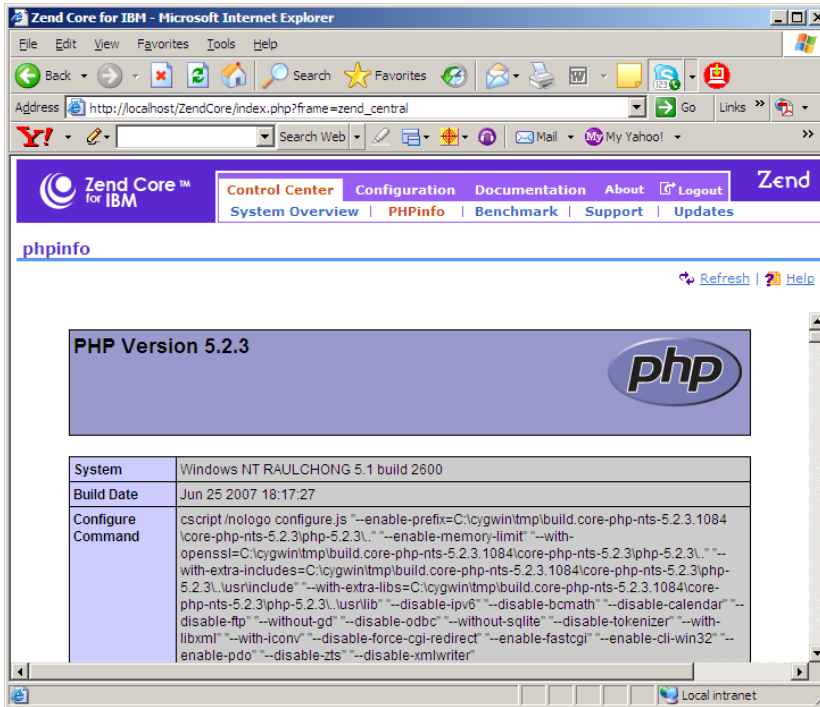 Zend Core for IBM - Microsoft Internet Explorer
File Edit View Favorites Tools Help
Back Search Favorites
Address http://localhost/ZendCore/index.php?frame=zend_central Go Links »
Y! Search Web Mail My My Yahoo! »
Zend Core™ for IBM
Control Center Configuration Documentation About Logout Zend
System Overview | PHPinfo | Benchmark | Support | Updates
phpinfo
Refresh | Help
PHP Version 5.2.3 php
System Windows NT RAULCHONG 5.1 build 2600
Build Date Jun 25 2007 18:17:27
Configure Command cscript /nologo configure.js "--enable-prefix=C:\cygwin\tmp\build.core-php-nts-5.2.3.1084
\core-php-nts-5.2.3\php-5.2.3\.." "--enable-memory-limit" "--with-
openssl=C:\cygwin\tmp\build.core-php-nts-5.2.3.1084\core-php-nts-5.2.3\php-5.2.3\.." "--
with-extra-includes=C:\cygwin\tmp\build.core-php-nts-5.2.3.1084\core-php-nts-5.2.3\php-
5.2.3\..\usr\include" "--with-extra-libs=C:\cygwin\tmp\build.core-php-nts-5.2.3.1084\core-
php-nts-5.2.3\php-5.2.3\..\usr\lib" "--disable-ipv6" "--disable-bcmath" "--disable-calendar" "--
disable-ftp" "--without-gd" "--disable-odbc" "--without-sqlite" "--disable-tokenizer" "--with-
libxml" "--with-iconv" "--disable-force-cgi-redirect" "--enable-fastcgi" "--enable-cli-win32" "--
enable-pdo" "--disable-zts" "--disable-xmlwriter"
Local intranet